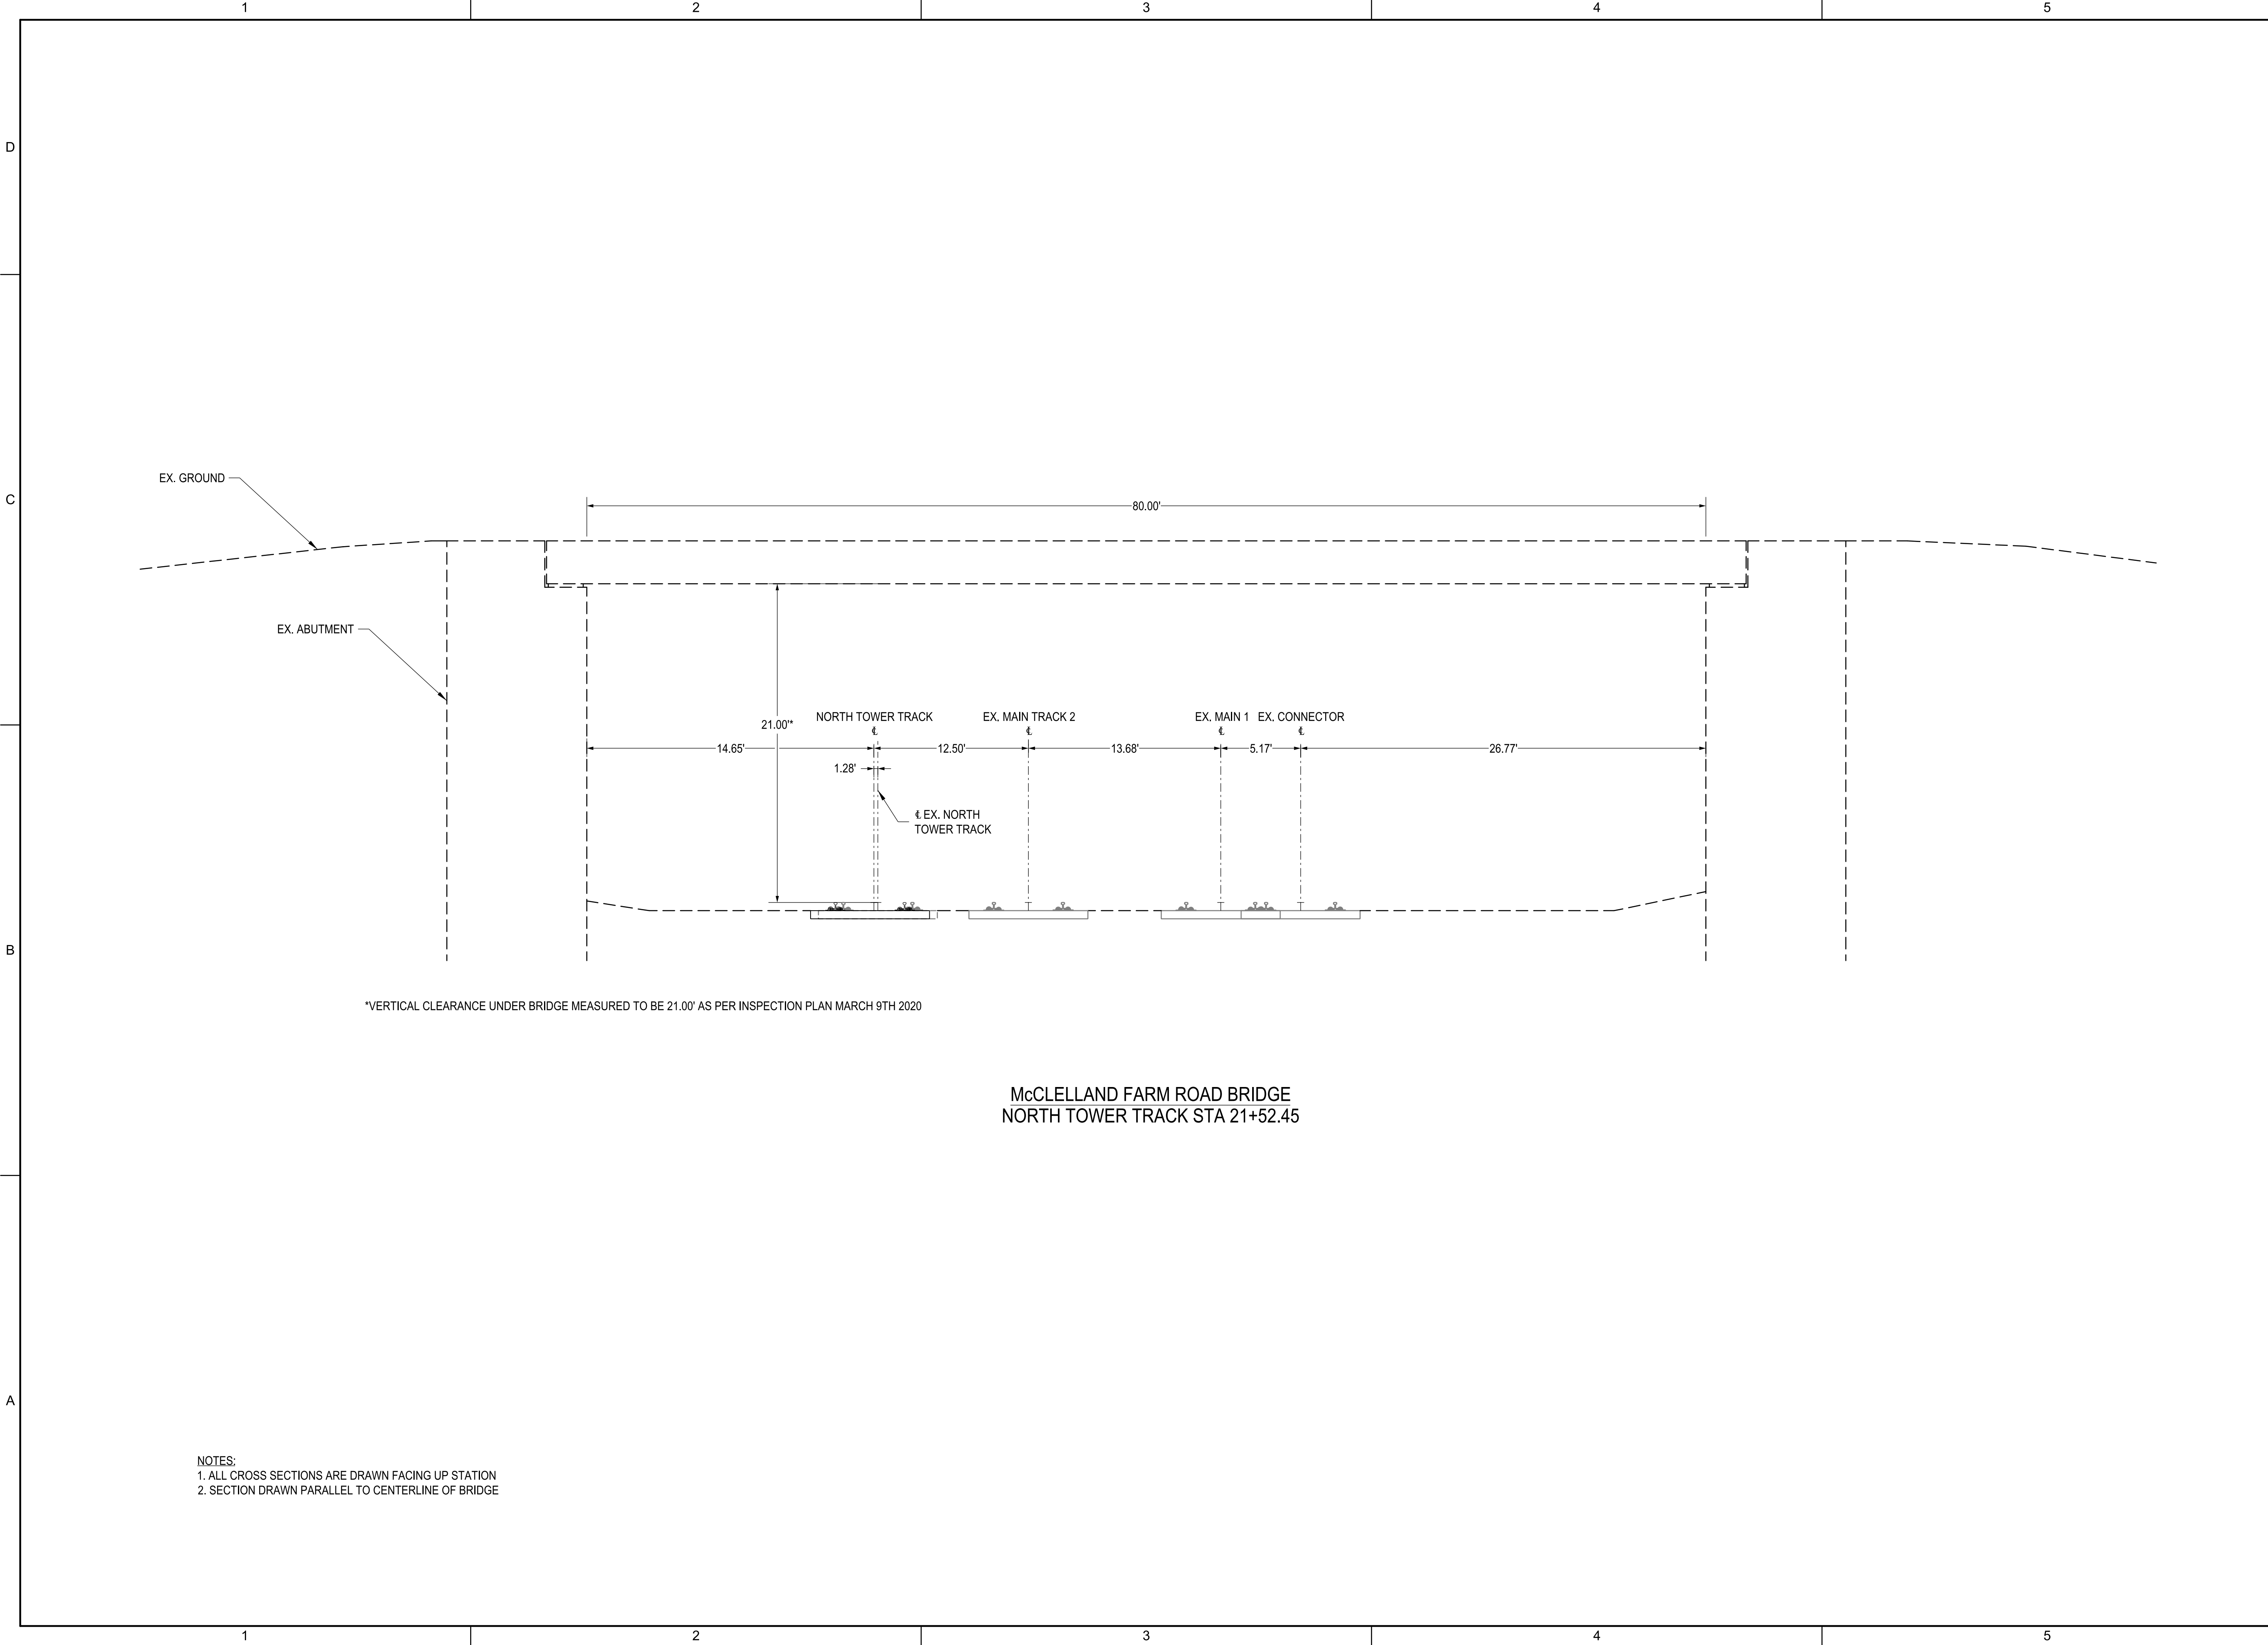 1 2 3 4 5
D
C
EX. GROUND
80.00'
EX. ABUTMENT
21.00'*
NORTH TOWER TRACK
EX. MAIN TRACK 2
EX. MAIN 1
EX. CONNECTOR
℄ ℄ ℄ ℄
14.65' 12.50' 13.68' 5.17' 26.77'
1.28'
℄ EX. NORTH
TOWER TRACK
B
*VERTICAL CLEARANCE UNDER BRIDGE MEASURED TO BE 21.00' AS PER INSPECTION PLAN MARCH 9TH 2020
McCLELLAND FARM ROAD BRIDGE
NORTH TOWER TRACK STA 21+52.45
A
NOTES:
1. ALL CROSS SECTIONS ARE DRAWN FACING UP STATION
2. SECTION DRAWN PARALLEL TO CENTERLINE OF BRIDGE
1 2 3 4 5